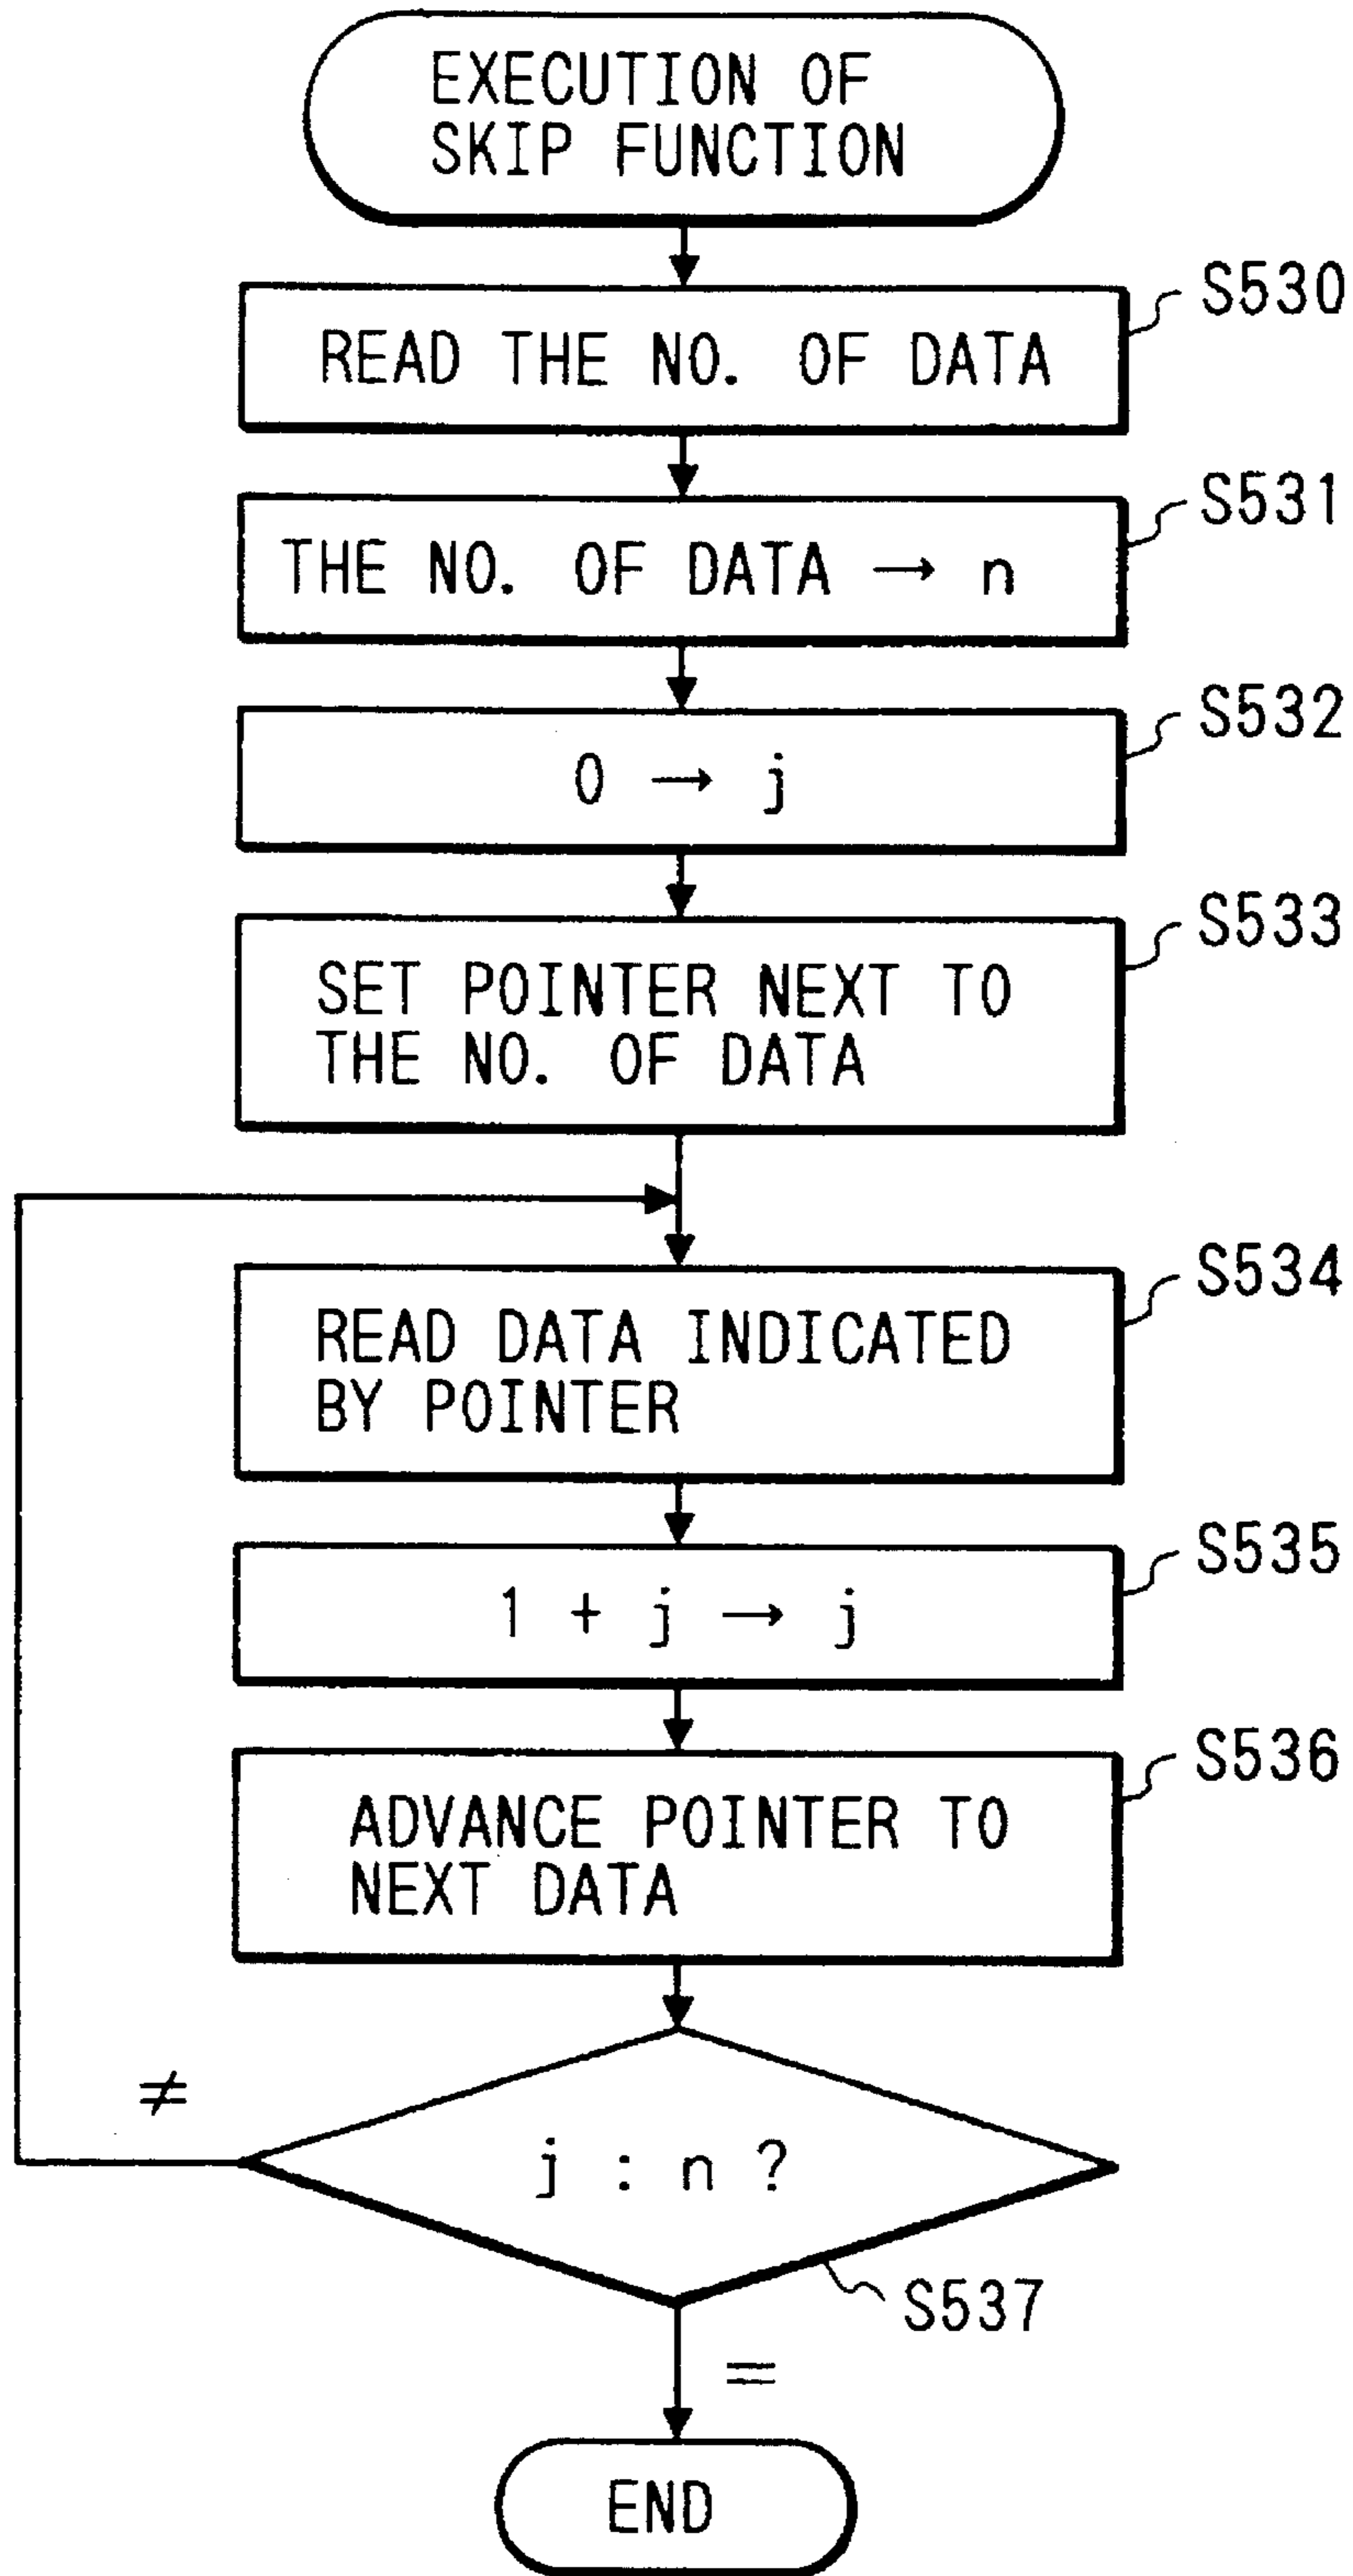 EXECUTION OF
SKIP FUNCTION
S530
READ THE NO. OF DATA
S531
THE NO. OF DATA → n
S532
0 → j
S533
SET POINTER NEXT TO
THE NO. OF DATA
S534
READ DATA INDICATED
BY POINTER
S535
1 + j → j
S536
ADVANCE POINTER TO
NEXT DATA
≠
j : n ?
S537
=
END